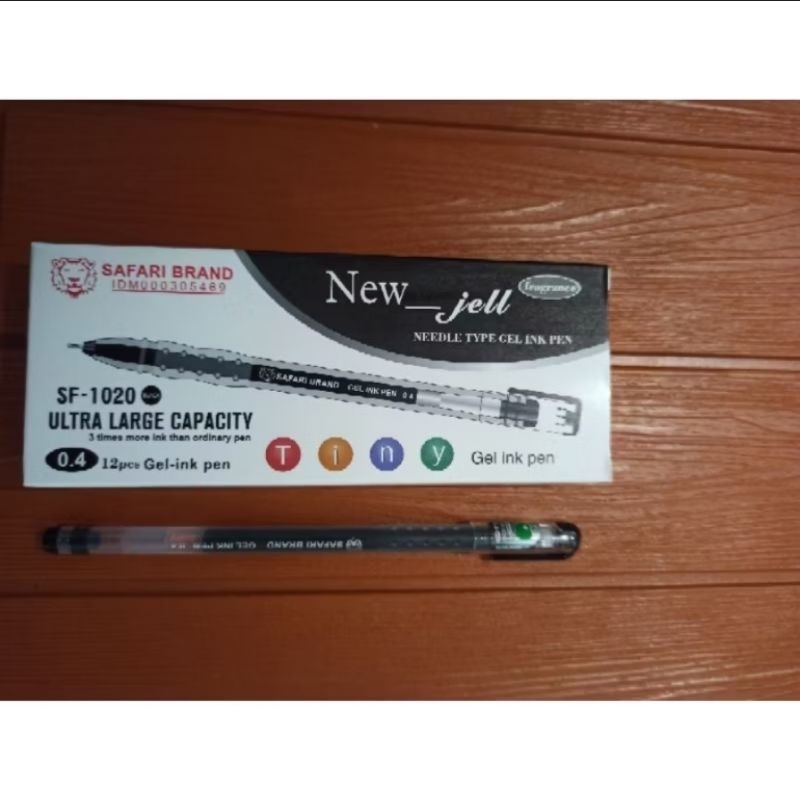 SAFARI BRAND
IDM000305469
New_jell
fragrance
NEEDLE TYPE GEL INK PEN
SAFARI BRAND GEL INK PEN 0.4
SF-1020
ULTRA LARGE CAPACITY
3 times more ink than ordinary pen
0.4 12pcs Gel-ink pen
Tiny Gel ink pen
SAFARI BRAND GEL INK PEN